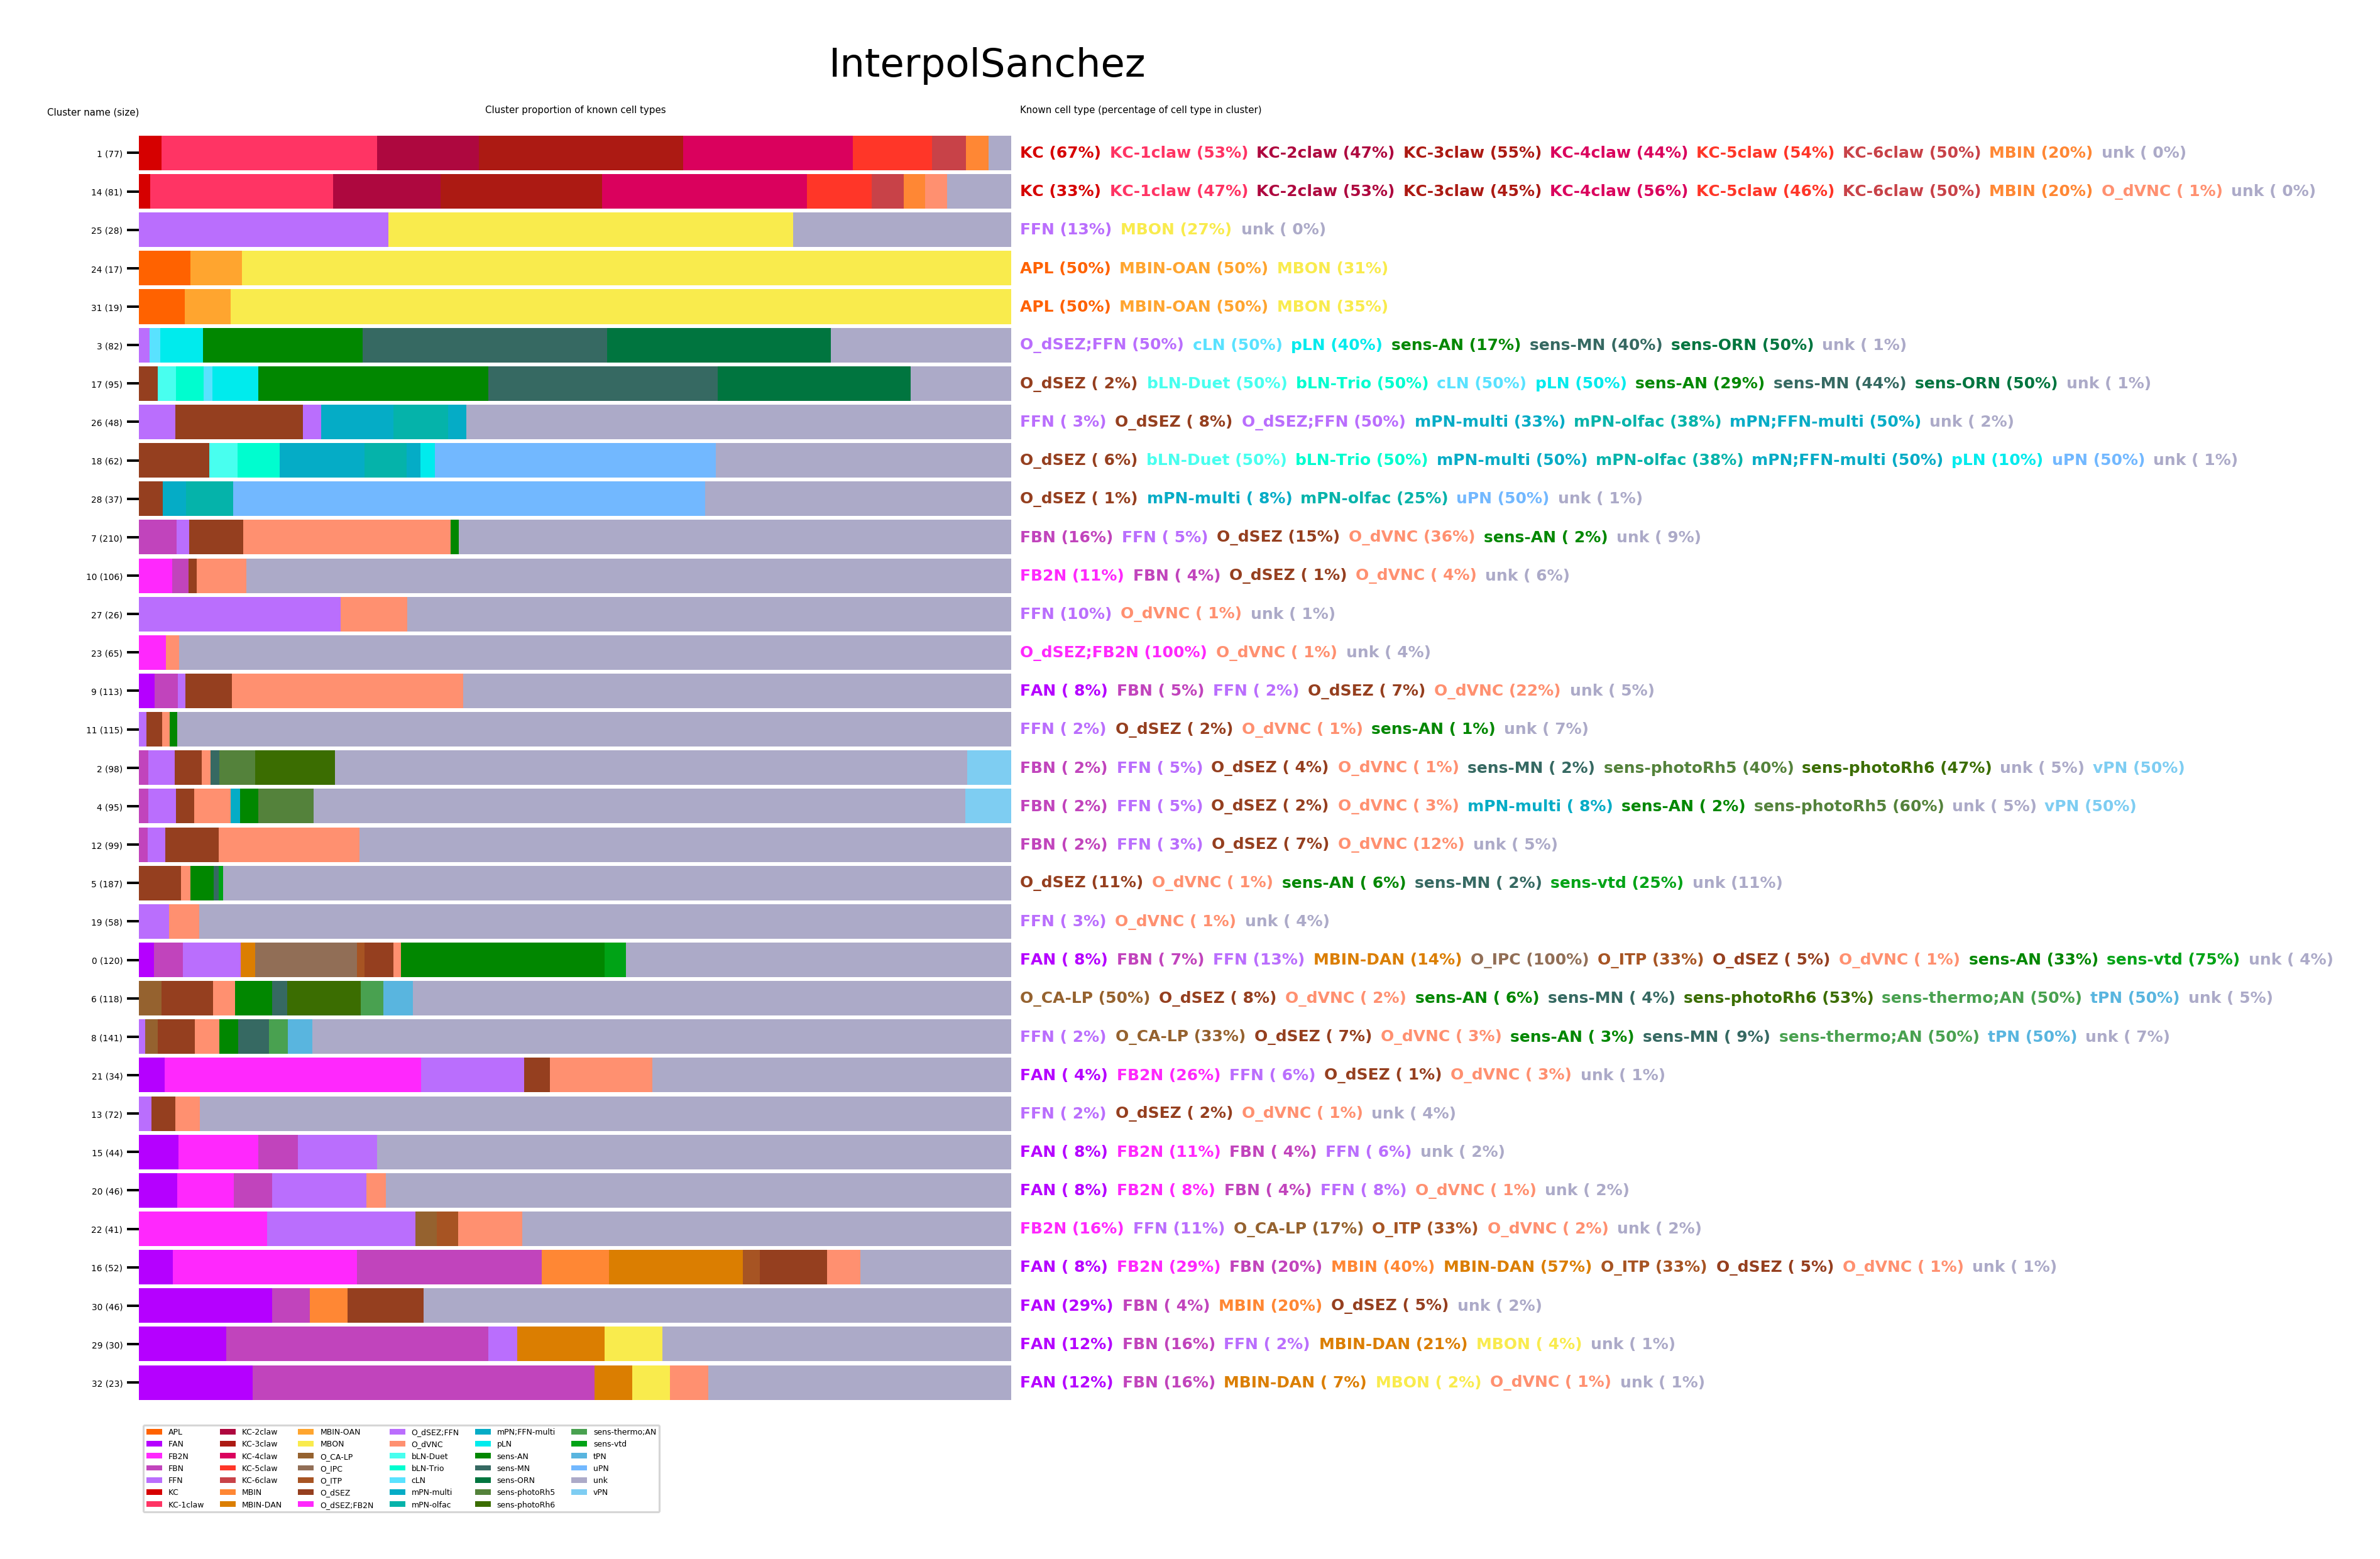 InterpolSanchez
Cluster name (size) Cluster proportion of known cell types Known cell type (percentage of cell type in cluster)
1 (77) KC (67%) KC-1claw (53%) KC-2claw (47%) KC-3claw (55%) KC-4claw (44%) KC-5claw (54%) KC-6claw (50%) MBIN (20%) unk ( 0%)
14 (81) KC (33%) KC-1claw (47%) KC-2claw (53%) KC-3claw (45%) KC-4claw (56%) KC-5claw (46%) KC-6claw (50%) MBIN (20%) O_dVNC ( 1%) unk ( 0%)
25 (28) FFN (13%) MBON (27%) unk ( 0%)
24 (17) APL (50%) MBIN-OAN (50%) MBON (31%)
31 (19) APL (50%) MBIN-OAN (50%) MBON (35%)
3 (82) O_dSEZ;FFN (50%) cLN (50%) pLN (40%) sens-AN (17%) sens-MN (40%) sens-ORN (50%) unk ( 1%)
17 (95) O_dSEZ ( 2%) bLN-Duet (50%) bLN-Trio (50%) cLN (50%) pLN (50%) sens-AN (29%) sens-MN (44%) sens-ORN (50%) unk ( 1%)
26 (48) FFN ( 3%) O_dSEZ ( 8%) O_dSEZ;FFN (50%) mPN-multi (33%) mPN-olfac (38%) mPN;FFN-multi (50%) unk ( 2%)
18 (62) O_dSEZ ( 6%) bLN-Duet (50%) bLN-Trio (50%) mPN-multi (50%) mPN-olfac (38%) mPN;FFN-multi (50%) pLN (10%) uPN (50%) unk ( 1%)
28 (37) O_dSEZ ( 1%) mPN-multi ( 8%) mPN-olfac (25%) uPN (50%) unk ( 1%)
7 (210) FBN (16%) FFN ( 5%) O_dSEZ (15%) O_dVNC (36%) sens-AN ( 2%) unk ( 9%)
10 (106) FB2N (11%) FBN ( 4%) O_dSEZ ( 1%) O_dVNC ( 4%) unk ( 6%)
27 (26) FFN (10%) O_dVNC ( 1%) unk ( 1%)
23 (65) O_dSEZ;FB2N (100%) O_dVNC ( 1%) unk ( 4%)
9 (113) FAN ( 8%) FBN ( 5%) FFN ( 2%) O_dSEZ ( 7%) O_dVNC (22%) unk ( 5%)
11 (115) FFN ( 2%) O_dSEZ ( 2%) O_dVNC ( 1%) sens-AN ( 1%) unk ( 7%)
2 (98) FBN ( 2%) FFN ( 5%) O_dSEZ ( 4%) O_dVNC ( 1%) sens-MN ( 2%) sens-photoRh5 (40%) sens-photoRh6 (47%) unk ( 5%) vPN (50%)
4 (95) FBN ( 2%) FFN ( 5%) O_dSEZ ( 2%) O_dVNC ( 3%) mPN-multi ( 8%) sens-AN ( 2%) sens-photoRh5 (60%) unk ( 5%) vPN (50%)
12 (99) FBN ( 2%) FFN ( 3%) O_dSEZ ( 7%) O_dVNC (12%) unk ( 5%)
5 (187) O_dSEZ (11%) O_dVNC ( 1%) sens-AN ( 6%) sens-MN ( 2%) sens-vtd (25%) unk (11%)
19 (58) FFN ( 3%) O_dVNC ( 1%) unk ( 4%)
0 (120) FAN ( 8%) FBN ( 7%) FFN (13%) MBIN-DAN (14%) O_IPC (100%) O_ITP (33%) O_dSEZ ( 5%) O_dVNC ( 1%) sens-AN (33%) sens-vtd (75%) unk ( 4%)
6 (118) O_CA-LP (50%) O_dSEZ ( 8%) O_dVNC ( 2%) sens-AN ( 6%) sens-MN ( 4%) sens-photoRh6 (53%) sens-thermo;AN (50%) tPN (50%) unk ( 5%)
8 (141) FFN ( 2%) O_CA-LP (33%) O_dSEZ ( 7%) O_dVNC ( 3%) sens-AN ( 3%) sens-MN ( 9%) sens-thermo;AN (50%) tPN (50%) unk ( 7%)
21 (34) FAN ( 4%) FB2N (26%) FFN ( 6%) O_dSEZ ( 1%) O_dVNC ( 3%) unk ( 1%)
13 (72) FFN ( 2%) O_dSEZ ( 2%) O_dVNC ( 1%) unk ( 4%)
15 (44) FAN ( 8%) FB2N (11%) FBN ( 4%) FFN ( 6%) unk ( 2%)
20 (46) FAN ( 8%) FB2N ( 8%) FBN ( 4%) FFN ( 8%) O_dVNC ( 1%) unk ( 2%)
22 (41) FB2N (16%) FFN (11%) O_CA-LP (17%) O_ITP (33%) O_dVNC ( 2%) unk ( 2%)
16 (52) FAN ( 8%) FB2N (29%) FBN (20%) MBIN (40%) MBIN-DAN (57%) O_ITP (33%) O_dSEZ ( 5%) O_dVNC ( 1%) unk ( 1%)
30 (46) FAN (29%) FBN ( 4%) MBIN (20%) O_dSEZ ( 5%) unk ( 2%)
29 (30) FAN (12%) FBN (16%) FFN ( 2%) MBIN-DAN (21%) MBON ( 4%) unk ( 1%)
32 (23) FAN (12%) FBN (16%) MBIN-DAN ( 7%) MBON ( 2%) O_dVNC ( 1%) unk ( 1%)
APL KC-2claw MBIN-OAN O_dSEZ;FFN mPN;FFN-multi sens-thermo;AN
FAN KC-3claw MBON O_dVNC pLN sens-vtd
FB2N KC-4claw O_CA-LP bLN-Duet sens-AN tPN
FBN KC-5claw O_IPC bLN-Trio sens-MN uPN
FFN KC-6claw O_ITP cLN sens-ORN unk
KC MBIN O_dSEZ mPN-multi sens-photoRh5 vPN
KC-1claw MBIN-DAN O_dSEZ;FB2N mPN-olfac sens-photoRh6